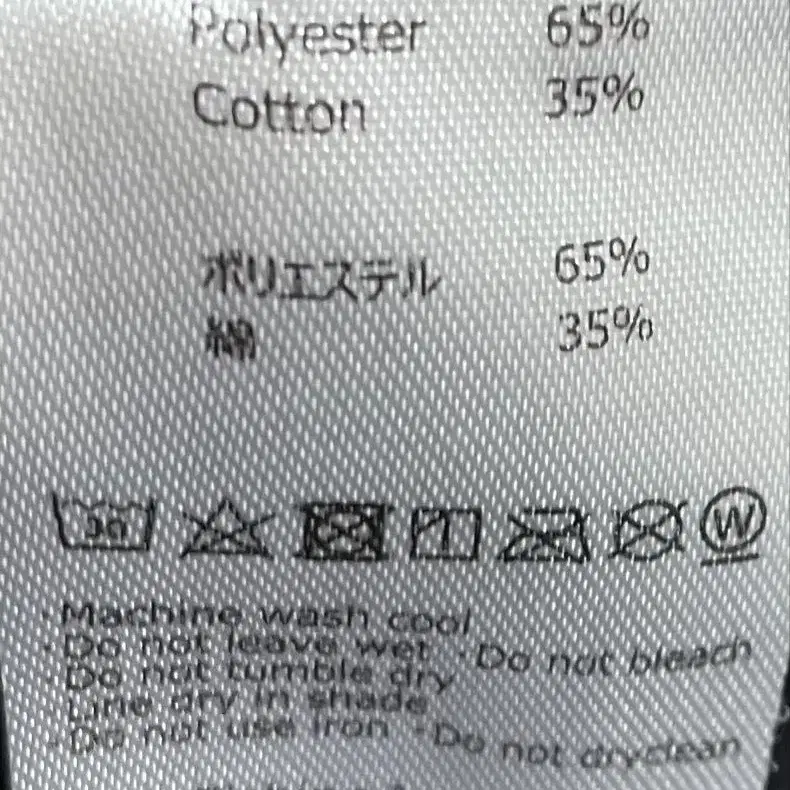 Polyester 65%
Cotton 35%
ポリエステル 65%
綿 35%
30 W
· Machine wash cool
· Do not leave wet · Do not bleach
· Do not tumble dry
· Line dry in shade
· Do not use iron · Do not dryclean